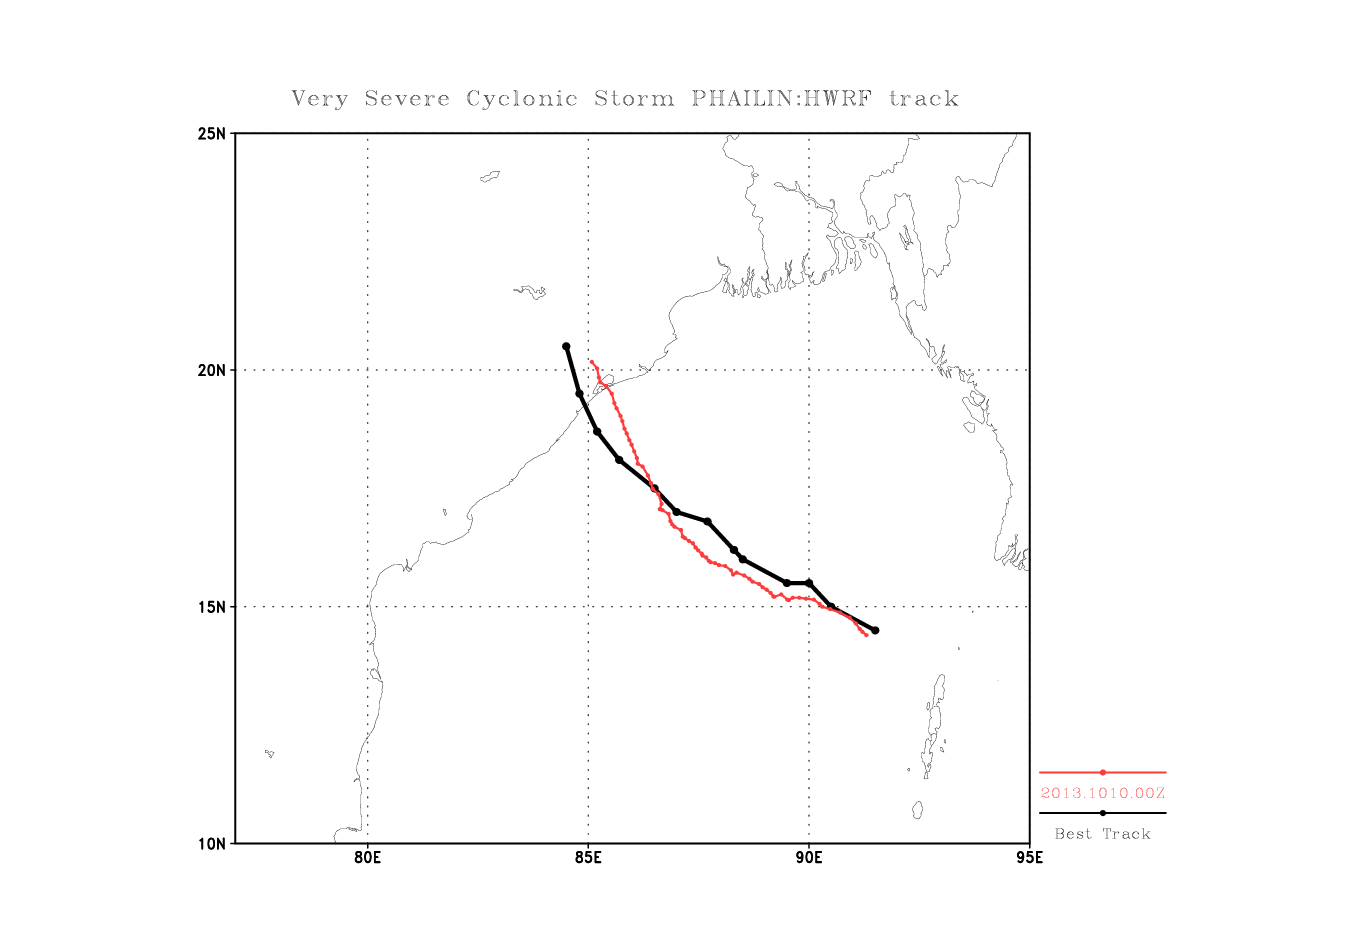 Very Severe Cyclonic Storm PHAILIN:HWRF track
25N
20N
15N
10N
80E
85E
90E
95E
2013.1010.00Z
Best Track